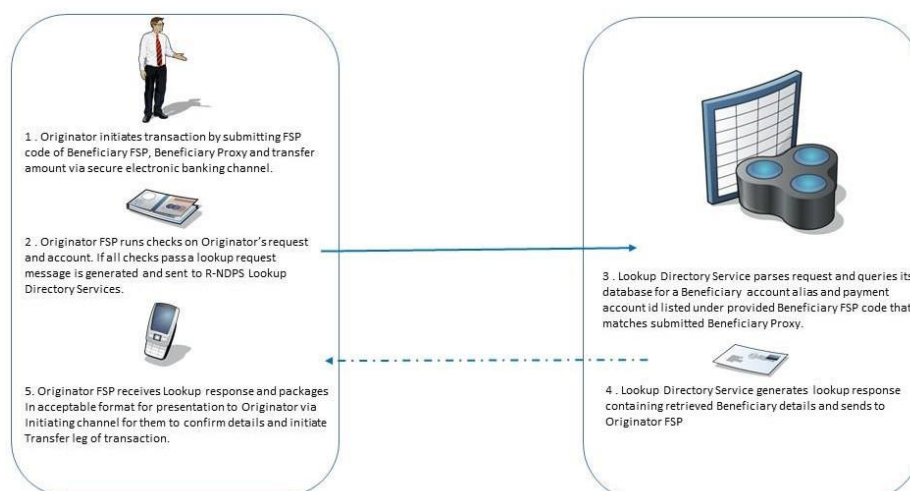 1 . Originator initiates transaction by submitting FSP
code of Beneficiary FSP, Beneficiary Proxy and transfer
amount via secure electronic banking channel.
2 . Originator FSP runs checks on Originator's request
and account. If all checks pass a lookup request
message is generated and sent to R-NDPS Lookup
Directory Services.
5. Originator FSP receives Lookup response and packages
In acceptable format for presentation to Originator via
Initiating channel for them to confirm details and initiate
Transfer leg of transaction.
3 . Lookup Directory Service parses request and queries its
database for a Beneficiary account alias and payment
account id listed under provided Beneficiary FSP code that
matches submitted Beneficiary Proxy.
4 . Lookup Directory Service generates lookup response
containing retrieved Beneficiary details and sends to
Originator FSP